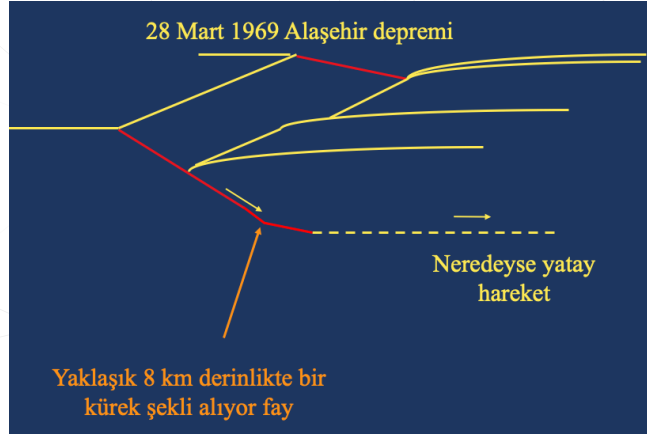 28 Mart 1969 Alaşehir depremi
Neredeyse yatay
hareket
Yaklaşık 8 km derinlikte bir
kürek şekli alıyor fay